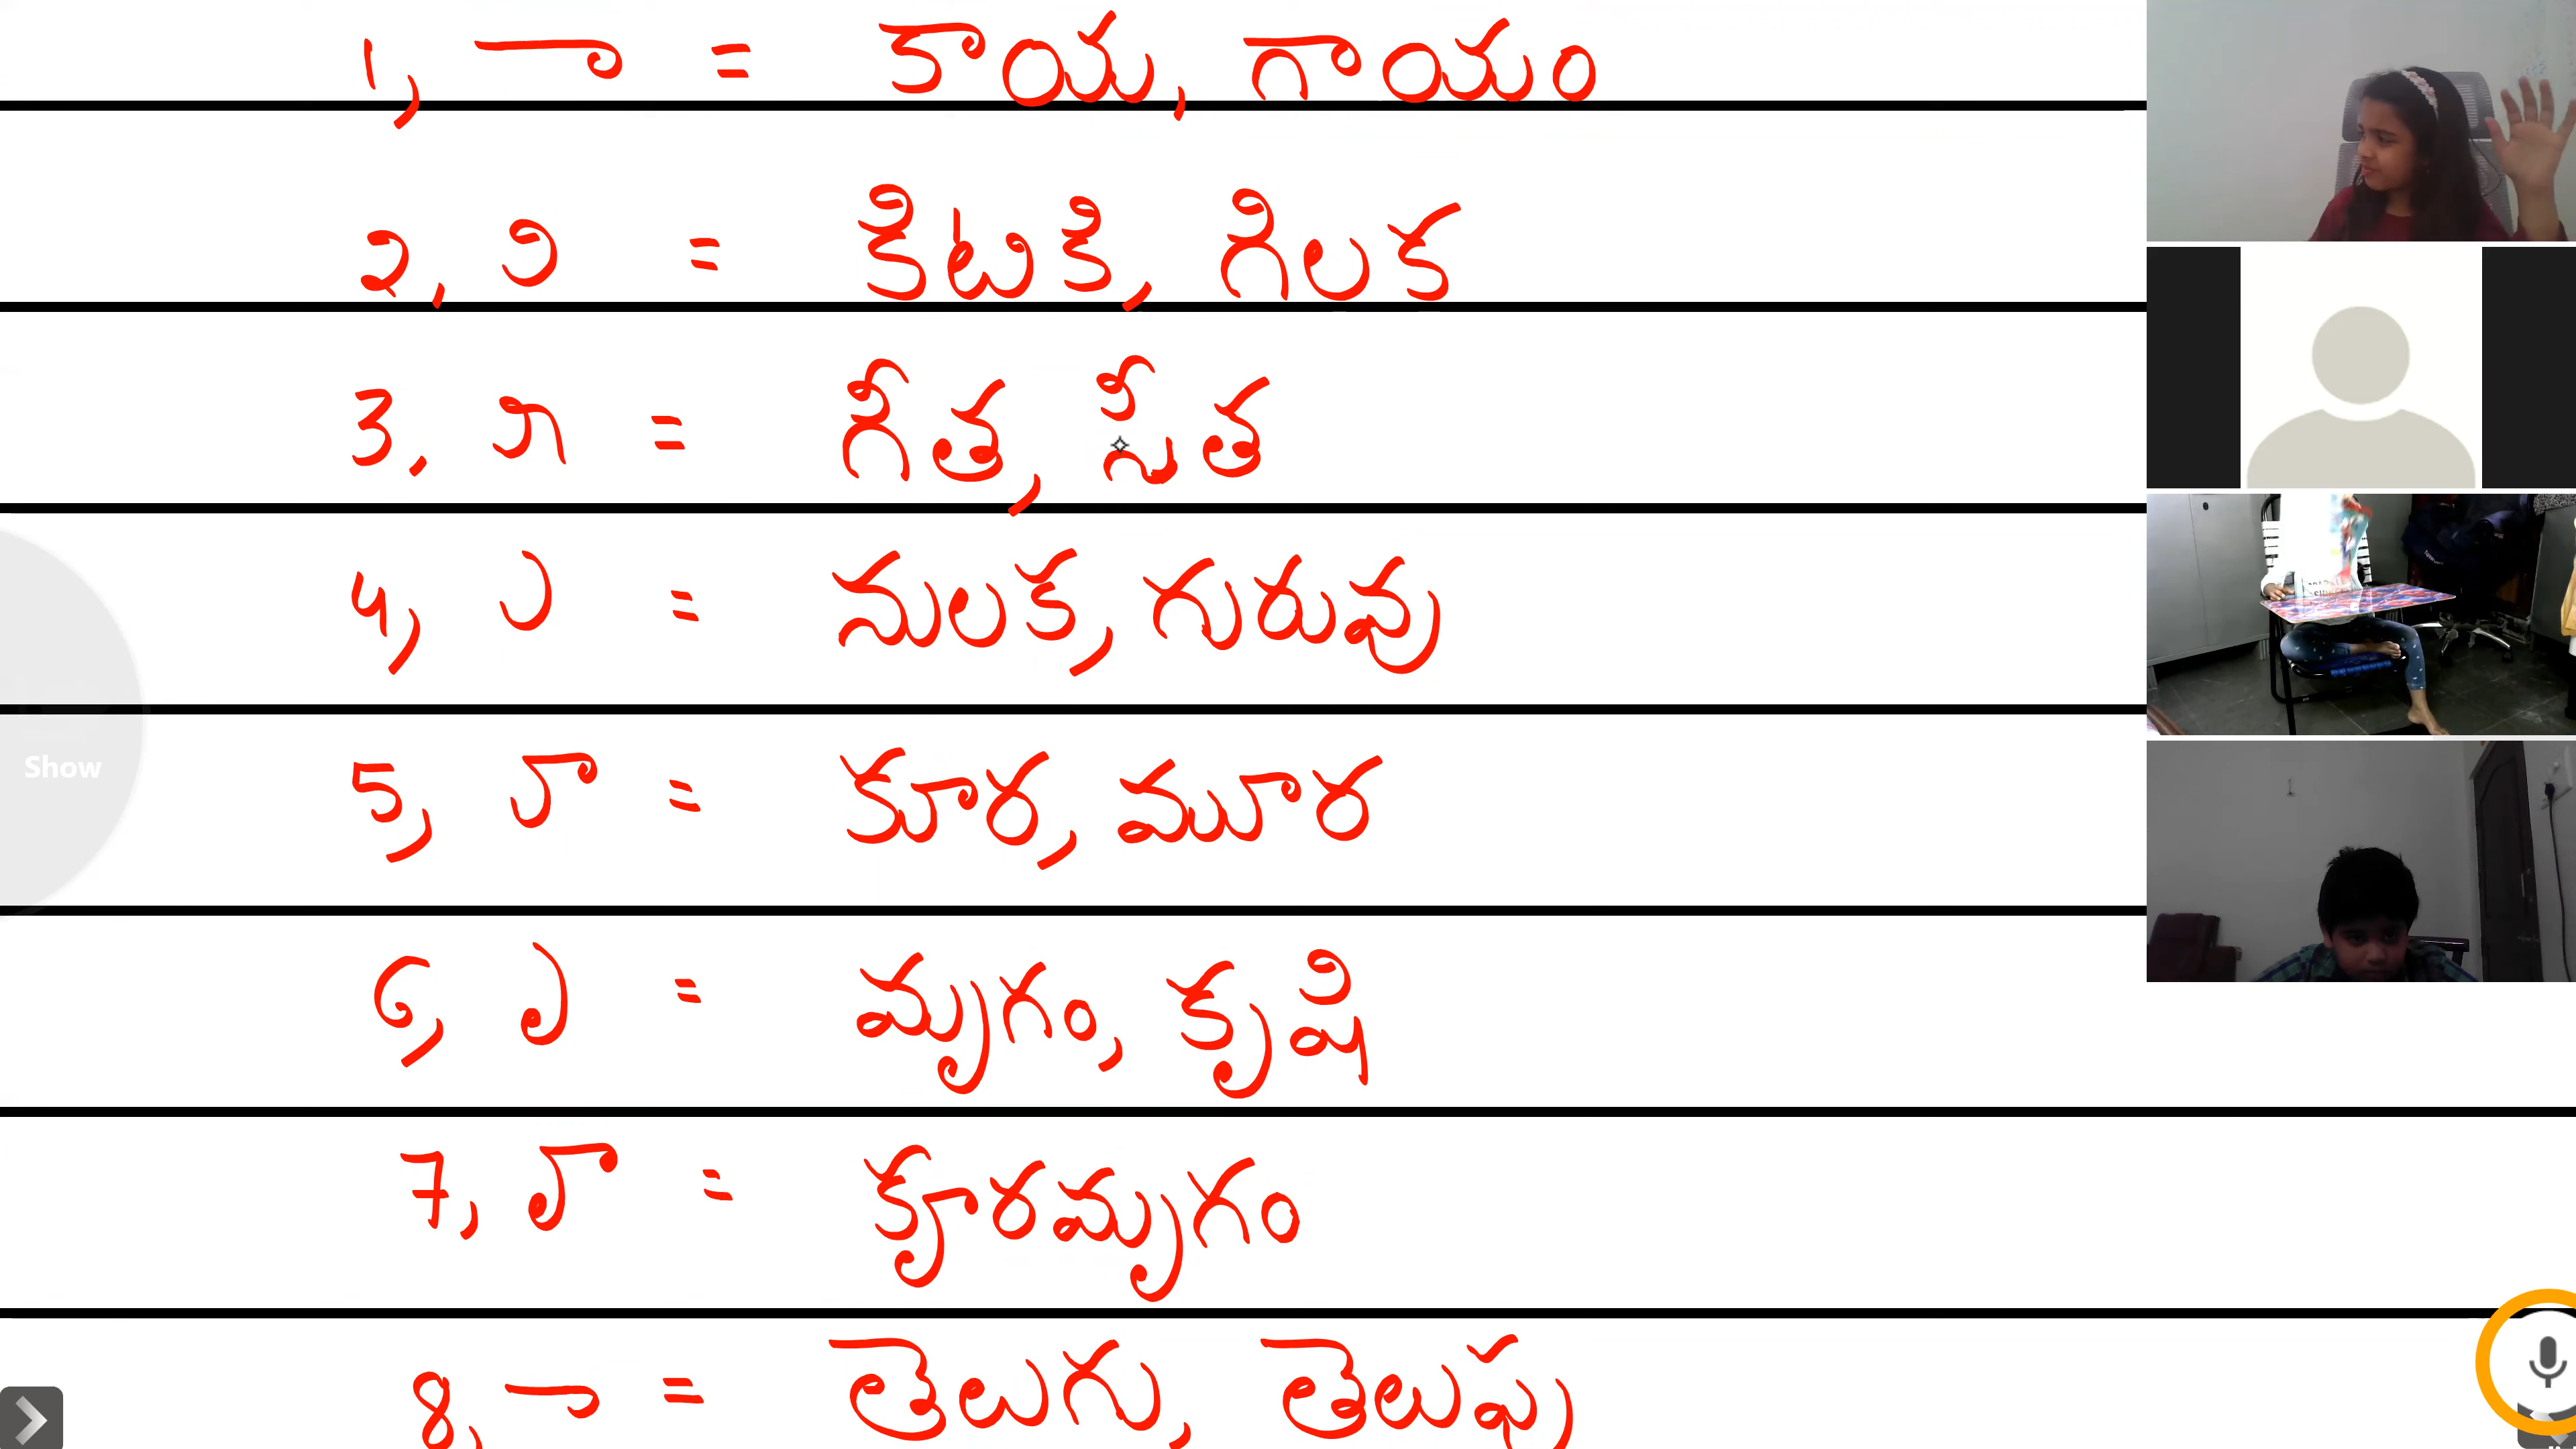 1, ా = కాయ, గాయం
2, ి = కిటికి, గిలక
3, ీ = గీత, సీత
4, ు = నులక, గురువు
5, ూ = కూర, మూర
6, ృ = మృగం, కృషి
7, ౄ = కౄరమృగం
8, ె = తెలుగు, తెలుపు
Show